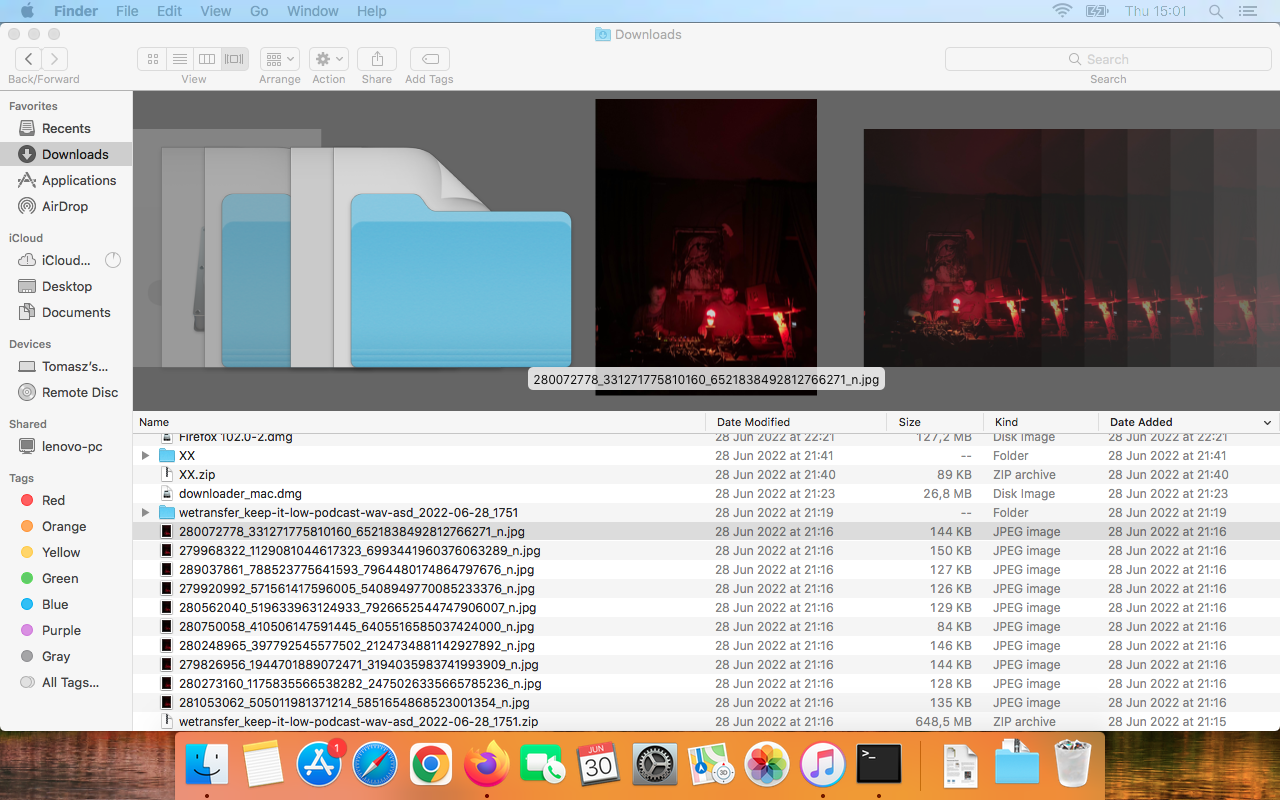 Finder File Edit View Go Window Help Thu 15:01
Downloads
Back/Forward View Arrange Action Share Add Tags Search
Search
Favorites
Recents
Downloads
Applications
AirDrop
iCloud
iCloud...
Desktop
Documents
Devices
Tomasz's...
Remote Disc
Shared
lenovo-pc
Tags
Red
Orange
Yellow
Green
Blue
Purple
Gray
All Tags...
280072778_331271775810160_6521838492812766271_n.jpg
Name Date Modified Size Kind Date Added
Firefox 102.0-2.dmg 28 Jun 2022 at 22:21 127,2 MB Disk Image 28 Jun 2022 at 22:21
XX 28 Jun 2022 at 21:41 -- Folder 28 Jun 2022 at 21:41
XX.zip 28 Jun 2022 at 21:40 89 KB ZIP archive 28 Jun 2022 at 21:40
downloader_mac.dmg 28 Jun 2022 at 21:23 26,8 MB Disk Image 28 Jun 2022 at 21:23
wetransfer_keep-it-low-podcast-wav-asd_2022-06-28_1751 28 Jun 2022 at 21:19 -- Folder 28 Jun 2022 at 21:19
280072778_331271775810160_6521838492812766271_n.jpg 28 Jun 2022 at 21:16 144 KB JPEG image 28 Jun 2022 at 21:16
279968322_1129081044617323_6993441960376063289_n.jpg 28 Jun 2022 at 21:16 150 KB JPEG image 28 Jun 2022 at 21:16
289037861_788523775641593_7964480174864797676_n.jpg 28 Jun 2022 at 21:16 127 KB JPEG image 28 Jun 2022 at 21:16
279920992_571561417596005_5408949770085233376_n.jpg 28 Jun 2022 at 21:16 126 KB JPEG image 28 Jun 2022 at 21:16
280562040_519633963124933_7926652544747906007_n.jpg 28 Jun 2022 at 21:16 129 KB JPEG image 28 Jun 2022 at 21:16
280750058_410506147591445_6405516585037424000_n.jpg 28 Jun 2022 at 21:16 84 KB JPEG image 28 Jun 2022 at 21:16
280248965_397792545577502_2124734881142927892_n.jpg 28 Jun 2022 at 21:16 146 KB JPEG image 28 Jun 2022 at 21:16
279826956_1944701889072471_3194035983741993909_n.jpg 28 Jun 2022 at 21:16 144 KB JPEG image 28 Jun 2022 at 21:16
280273160_1175835566538282_2475026335665785236_n.jpg 28 Jun 2022 at 21:16 128 KB JPEG image 28 Jun 2022 at 21:16
281053062_505011981371214_5851654868523001354_n.jpg 28 Jun 2022 at 21:16 135 KB JPEG image 28 Jun 2022 at 21:16
wetransfer_keep-it-low-podcast-wav-asd_2022-06-28_1751.zip 28 Jun 2022 at 21:16 648,5 MB ZIP archive 28 Jun 2022 at 21:15
1
JUN
30
3D
>_